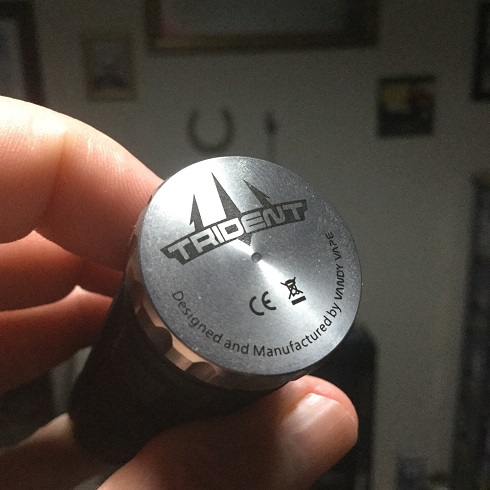 TRIDENT
CE
Designed and Manufactured by VANDY VAPE